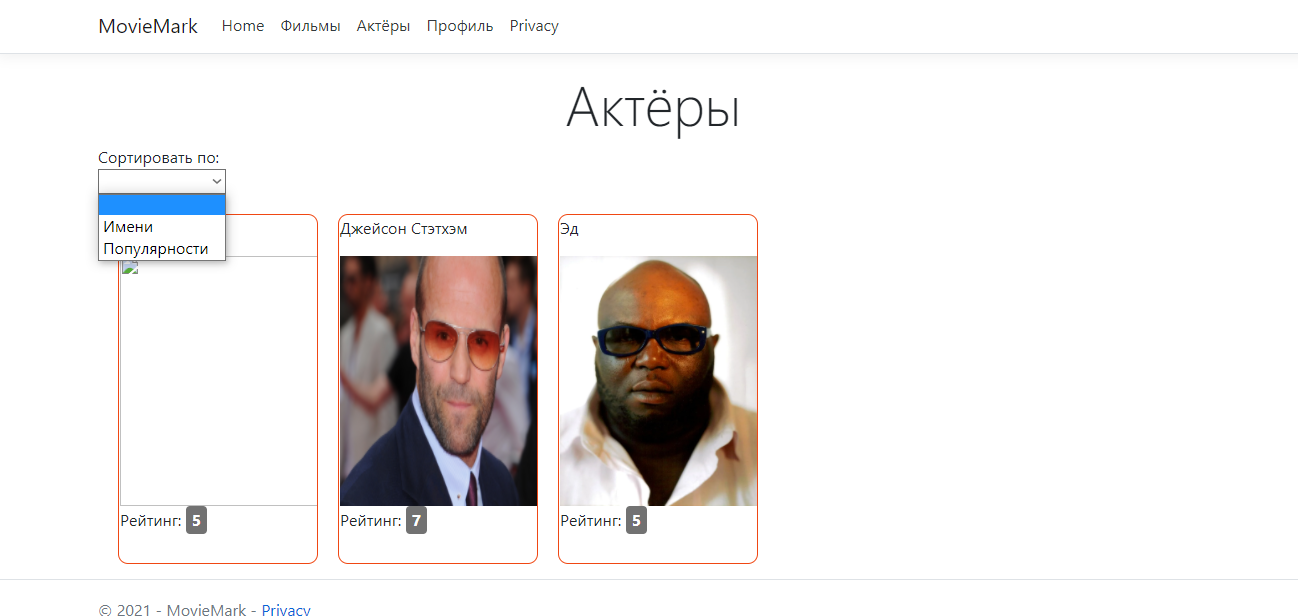 MovieMark Home Фильмы Актёры Профиль Privacy
Актёры
Сортировать по:
Имени
Популярности
Джейсон Стэтхэм
Эд
Рейтинг: 5
Рейтинг: 7
Рейтинг: 5
© 2021 - MovieMark - Privacy